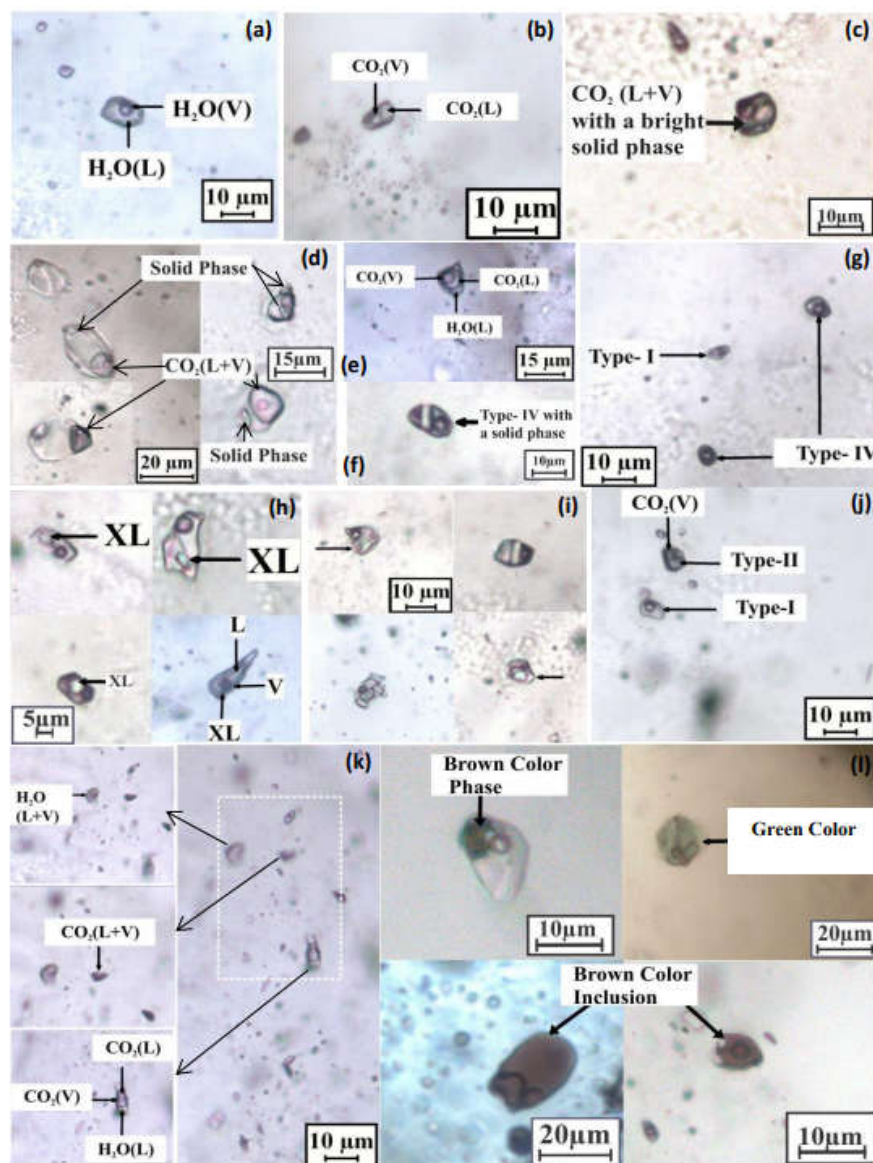 (a)
H₂O(V)
H₂O(L)
10 μm
(b)
CO₂(V)
CO₂(L)
10 μm
(c)
CO₂ (L+V)
with a bright
solid phase
10μm
(d)
Solid Phase
CO₂(L+V)
15μm
(e)
20 μm
Solid Phase
(f)
CO₂(V)
CO₂(L)
H₂O(L)
15 μm
Type- IV with
a solid phase
10μm
(g)
Type- I
Type- IV
10 μm
(h)
XL
XL
XL
5μm
L
V
XL
(i)
10 μm
(j)
CO₂(V)
Type-II
Type-I
10 μm
(k)
H₂O
(L+V)
CO₂(L+V)
CO₂(L)
CO₂(V)
H₂O(L)
10 μm
(l)
Brown Color
Phase
10μm
Green Color
20μm
Brown Color
Inclusion
20μm
10μm